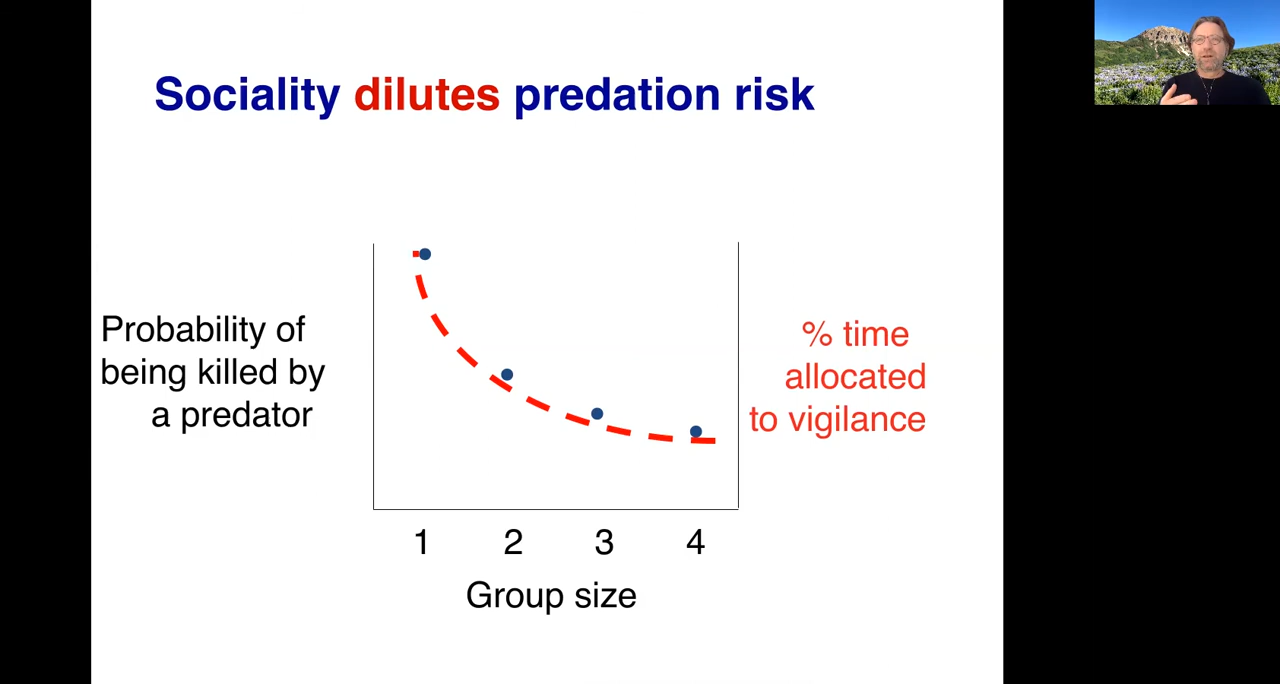 Sociality dilutes predation risk
Probability of
being killed by
a predator
% time
allocated
to vigilance
1 2 3 4
Group size